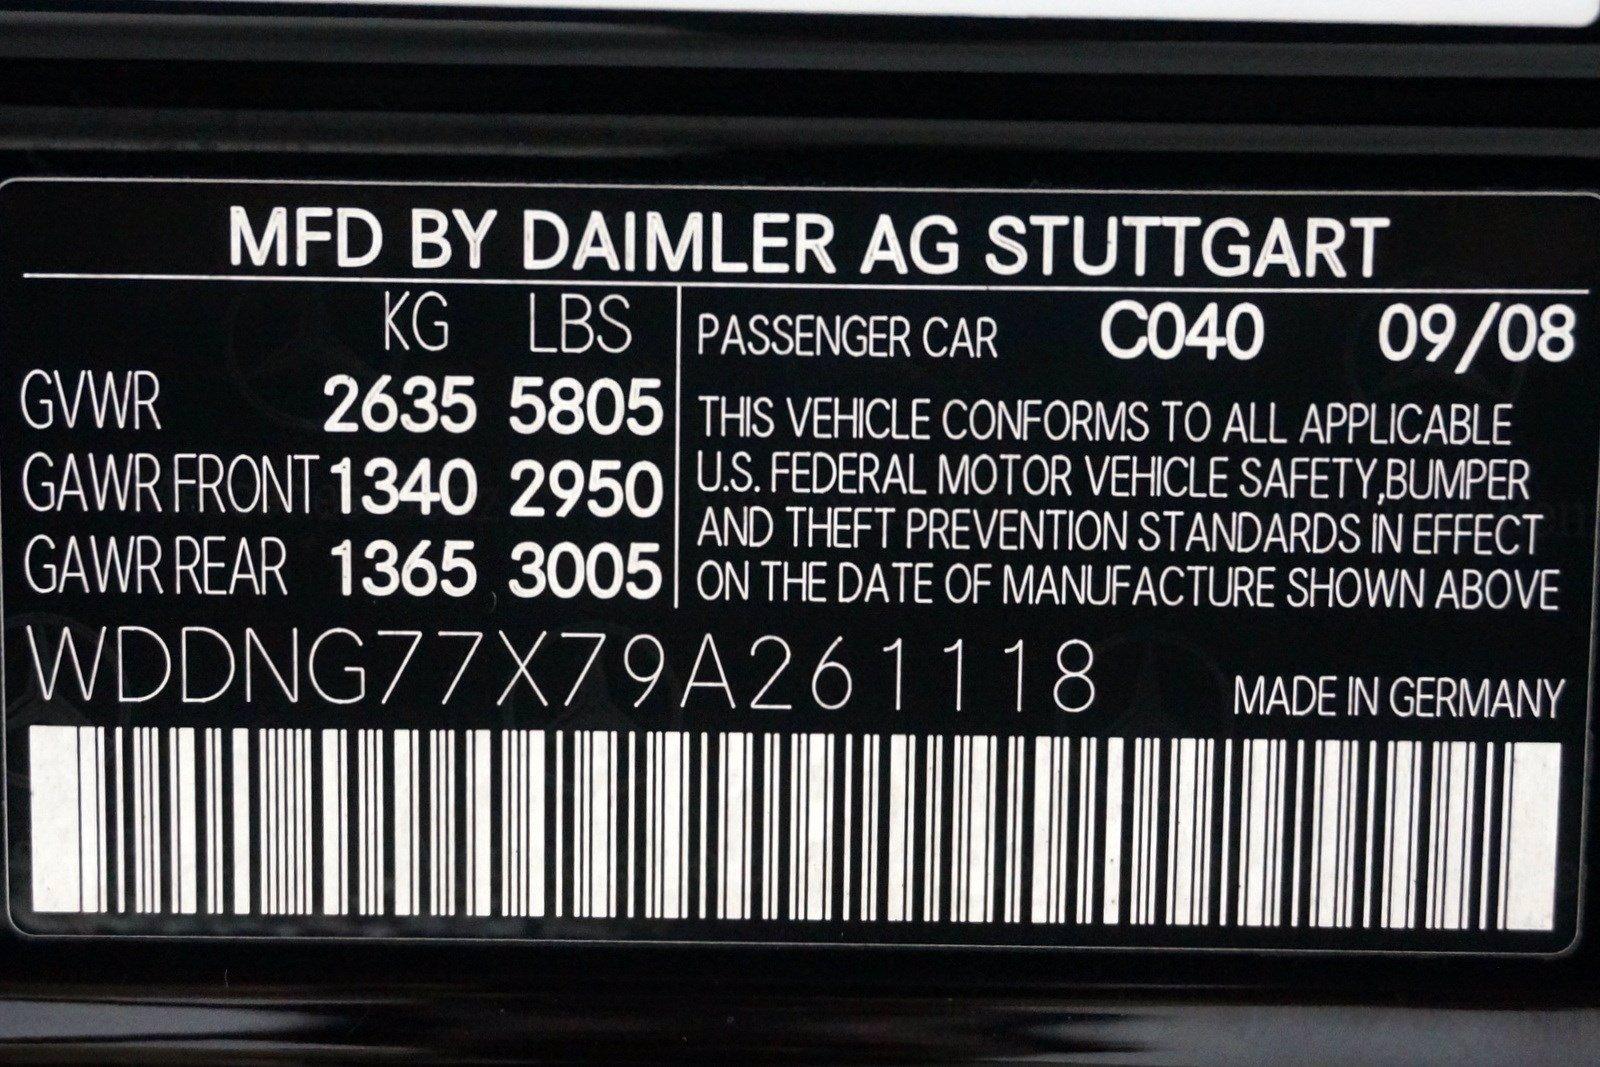 MFD BY DAIMLER AG STUTTGART
KG LBS
GVWR 2635 5805
GAWR FRONT 1340 2950
GAWR REAR 1365 3005
PASSENGER CAR C040 09/08
THIS VEHICLE CONFORMS TO ALL APPLICABLE
U.S. FEDERAL MOTOR VEHICLE SAFETY,BUMPER
AND THEFT PREVENTION STANDARDS IN EFFECT
ON THE DATE OF MANUFACTURE SHOWN ABOVE
WDDNG77X79A261118
MADE IN GERMANY